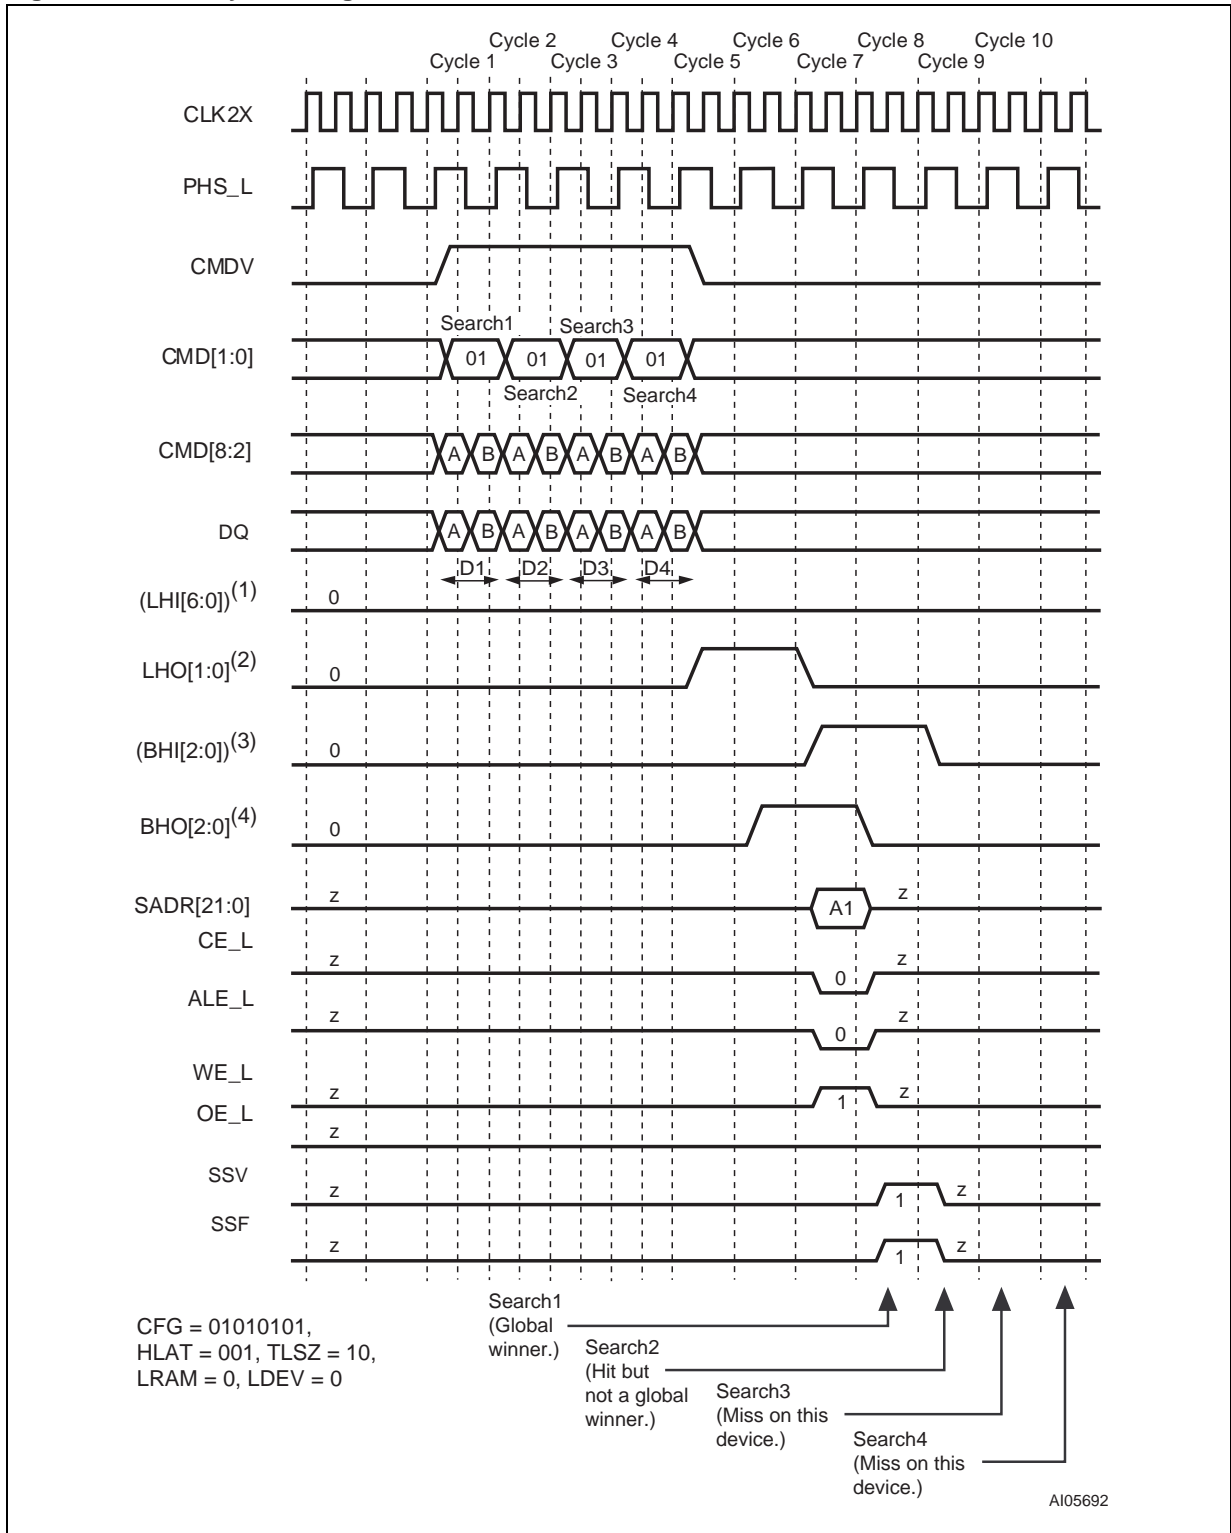 Cycle 2 Cycle 4 Cycle 6 Cycle 8 Cycle 10
Cycle 1 Cycle 3 Cycle 5 Cycle 7 Cycle 9
CLK2X
PHS_L
CMDV
Search1 Search3
CMD[1:0] 01 01 01 01
Search2 Search4
CMD[8:2] A B A B A B A B
DQ A B A B A B A B
D1 D2 D3 D4
(LHI[6:0])(1) 0
LHO[1:0](2) 0
(BHI[2:0])(3) 0
BHO[2:0](4) 0
SADR[21:0] z A1 z
CE_L z 0 z
ALE_L z 0 z
WE_L z 1 z
OE_L z
SSV z 1 z
SSF z 1 z
CFG = 01010101,
HLAT = 001, TLSZ = 10,
LRAM = 0, LDEV = 0
Search1
(Global
winner.)
Search2
(Hit but
not a global
winner.)
Search3
(Miss on this
device.)
Search4
(Miss on this
device.)
AI05692